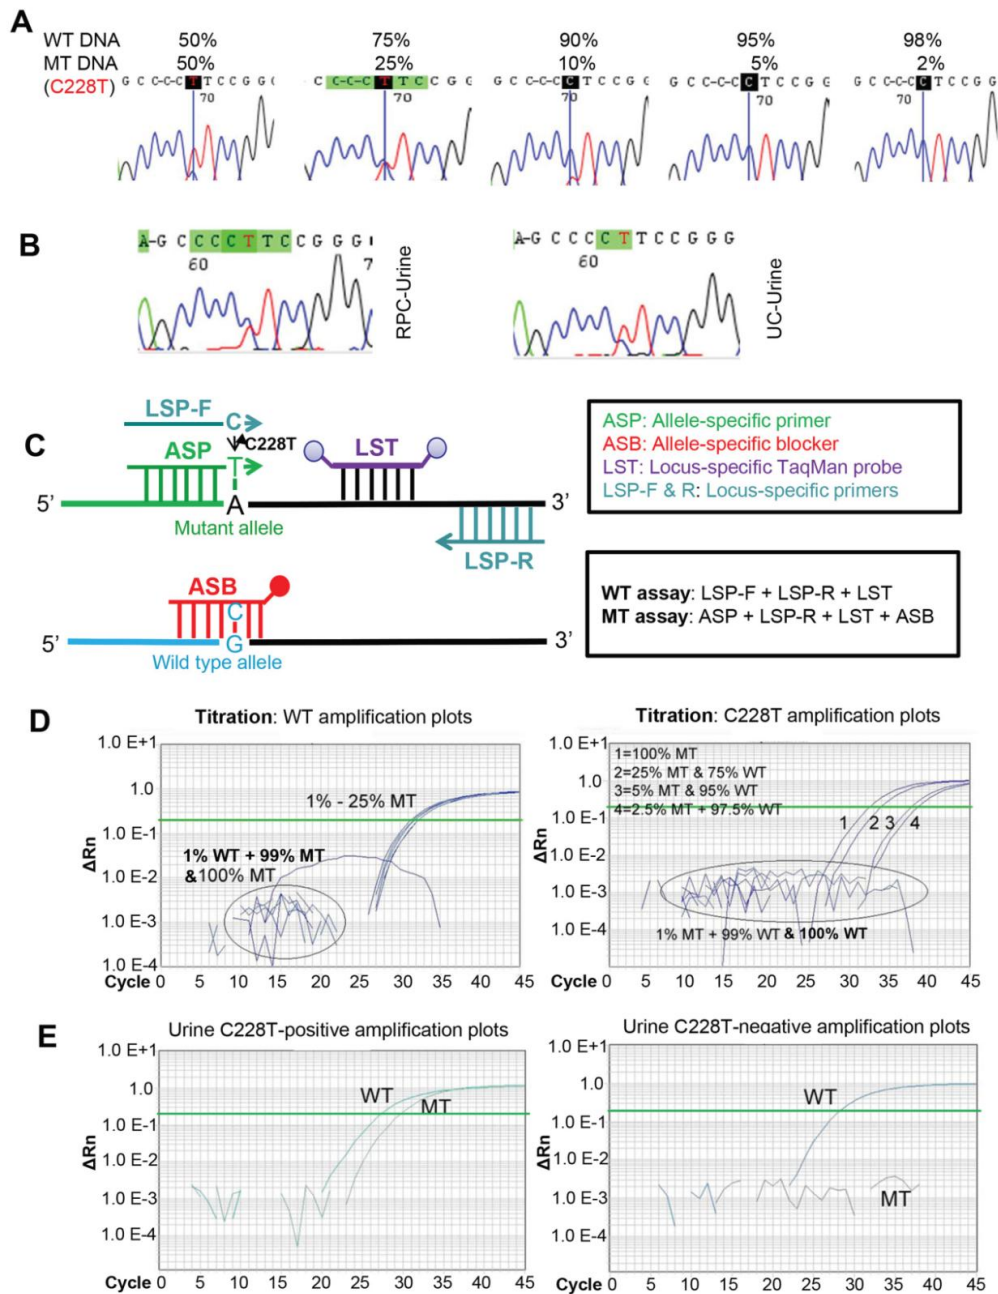 A
WT DNA 50% 75% 90% 95% 98%
MT DNA 50% 25% 10% 5% 2%
(C228T)
G C C-C-C T T C C G G G
C C-C-C T T C C G G
G C C-C-C C T C C G G
G C C-C-C C T C C G G
G C C-C-C C T C C G G
70 70 70 70 70
B
A-G C C C C T T C C G G G
60 7
RPC-Urine
A-G C C C C T T C C G G G
60
UC-Urine
C
LSP-F C
C228T
ASP T
LST
5’ A 3’
Mutant allele
LSP-R
ASB
C
5’ G 3’
Wild type allele
ASP: Allele-specific primer
ASB: Allele-specific blocker
LST: Locus-specific TaqMan probe
LSP-F & R: Locus-specific primers
WT assay: LSP-F + LSP-R + LST
MT assay: ASP + LSP-R + LST + ASB
D
Titration: WT amplification plots
1.0 E+1
1.0
1.0 E-1
1.0 E-2
1.0 E-3
1.0 E-4
ΔRn
1% - 25% MT
1% WT + 99% MT
&100% MT
Cycle 0 5 10 15 20 25 30 35 40 45
Titration: C228T amplification plots
1.0 E+1
1.0
1.0 E-1
1.0 E-2
1.0 E-3
1.0 E-4
ΔRn
1=100% MT
2=25% MT & 75% WT
3=5% MT & 95% WT
4=2.5% MT + 97.5% WT
1 2 3 4
1% MT + 99% WT & 100% WT
Cycle 0 5 10 15 20 25 30 35 40 45
E
Urine C228T-positive amplification plots
1.0 E+1
1.0
1.0 E-1
1.0 E-2
1.0 E-3
1.0 E-4
ΔRn
WT
MT
Cycle 0 5 10 15 20 25 30 35 40 45
Urine C228T-negative amplification plots
1.0 E+1
1.0
1.0 E-1
1.0 E-2
1.0 E-3
1.0 E-4
ΔRn
WT
MT
Cycle 0 5 10 15 20 25 30 35 40 45